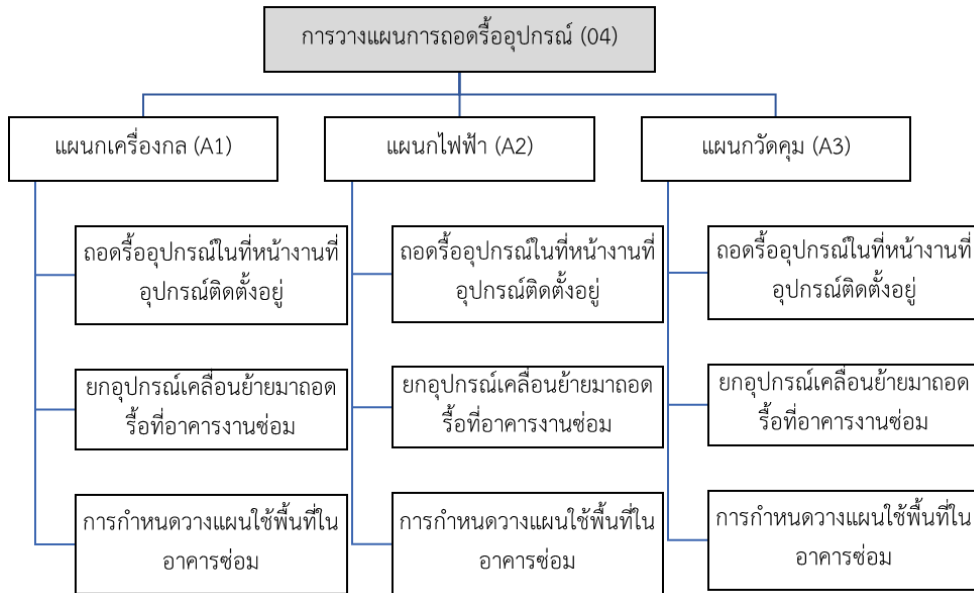 การวางแผนการถอดรื้ออุปกรณ์ (04)
แผนกเครื่องกล (A1)
ถอดรื้ออุปกรณ์ในที่หน้างานที่
อุปกรณ์ติดตั้งอยู่
ยกอุปกรณ์เคลื่อนย้ายมาถอด
รื้อที่อาคารงานซ่อม
การกำหนดวางแผนใช้พื้นที่ใน
อาคารซ่อม
แผนกไฟฟ้า (A2)
ถอดรื้ออุปกรณ์ในที่หน้างานที่
อุปกรณ์ติดตั้งอยู่
ยกอุปกรณ์เคลื่อนย้ายมาถอด
รื้อที่อาคารงานซ่อม
การกำหนดวางแผนใช้พื้นที่ใน
อาคารซ่อม
แผนกวัดคุม (A3)
ถอดรื้ออุปกรณ์ในที่หน้างานที่
อุปกรณ์ติดตั้งอยู่
ยกอุปกรณ์เคลื่อนย้ายมาถอด
รื้อที่อาคารงานซ่อม
การกำหนดวางแผนใช้พื้นที่ใน
อาคารซ่อม